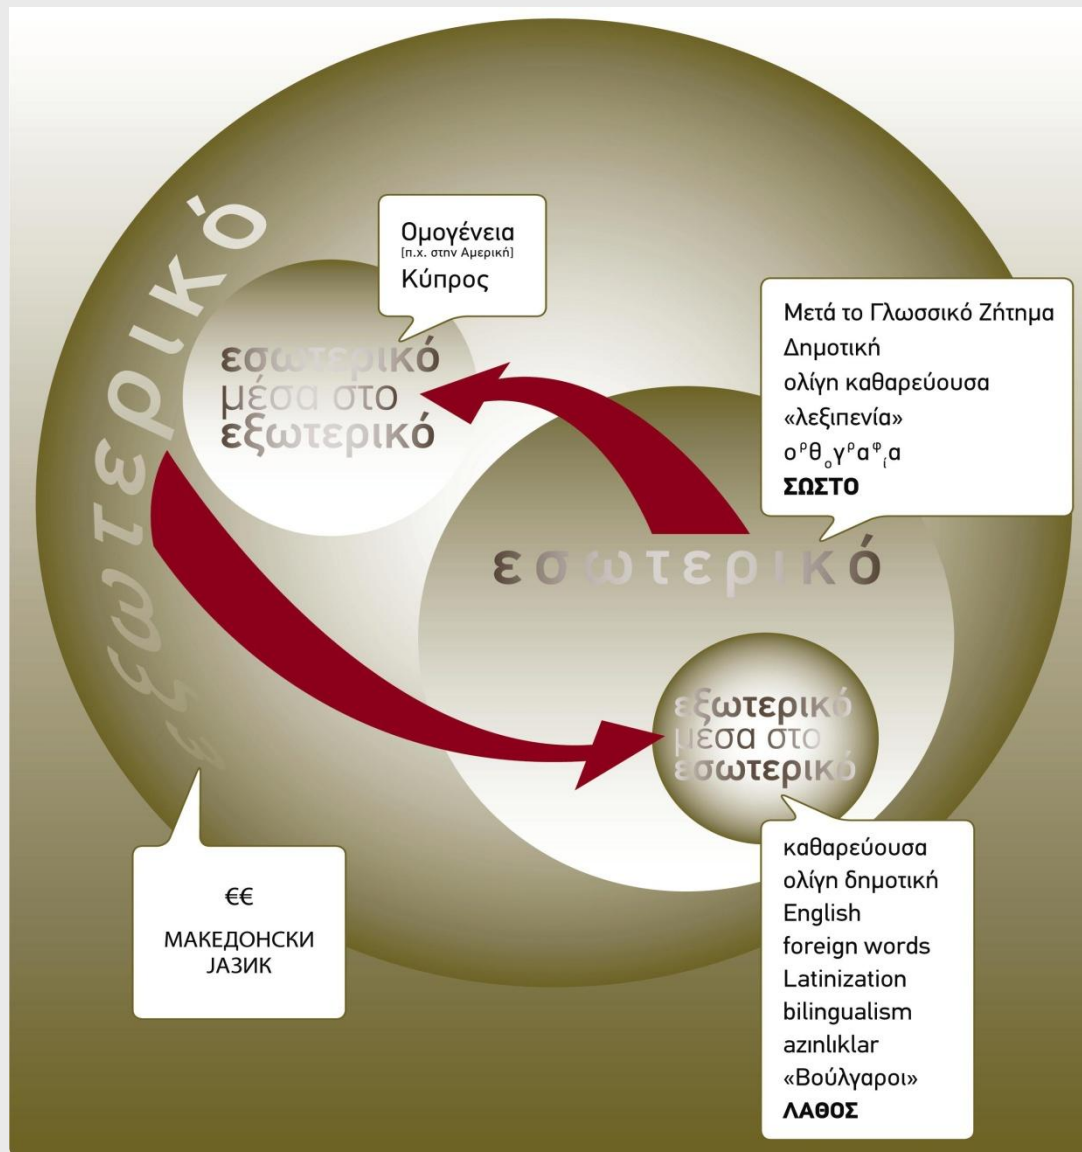 εξωτερικό
Ομογένεια
[π.χ. στην Αμερική]
Κύπρος
εσωτερικό
μέσα στο
εξωτερικό
Μετά το Γλωσσικό Ζήτημα
Δημοτική
ολίγη καθαρεύουσα
«λεξιπενία»
ορθογραφία
ΣΩΣΤΟ
εσωτερικό
εξωτερικό
μέσα στο
εσωτερικό
€€
МАКЕДОНСКИ
ЈАЗИК
καθαρεύουσα
ολίγη δημοτική
English
foreign words
Latinization
bilingualism
azınlıklar
«Βούλγαροι»
ΛΑΘΟΣ